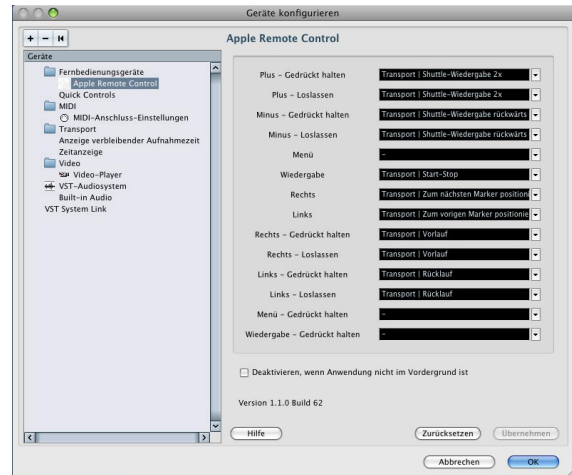 Geräte konfigurieren
+ -
Geräte
Fernbedienungsgeräte
Apple Remote Control
Quick Controls
MIDI
MIDI-Anschluss-Einstellungen
Transport
Anzeige verbleibender Aufnahmezeit
Zeitanzeige
Video
Video-Player
VST-Audiosystem
Built-in Audio
VST System Link
Apple Remote Control
Plus - Gedrückt halten Transport | Shuttle-Wiedergabe 2x
Plus - Loslassen Transport | Shuttle-Wiedergabe 2x
Minus - Gedrückt halten Transport | Shuttle-Wiedergabe rückwärts
Minus - Loslassen Transport | Shuttle-Wiedergabe rückwärts
Menü -
Wiedergabe Transport | Start-Stop
Rechts Transport | Zum nächsten Marker positioni
Links Transport | Zum vorigen Marker positionie
Rechts - Gedrückt halten Transport | Vorlauf
Rechts - Loslassen Transport | Vorlauf
Links - Gedrückt halten Transport | Rücklauf
Links - Loslassen Transport | Rücklauf
Menü - Gedrückt halten -
Wiedergabe - Gedrückt halten -
Deaktivieren, wenn Anwendung nicht im Vordergrund ist
Version 1.1.0 Build 62
Hilfe Zurücksetzen Übernehmen
Abbrechen OK